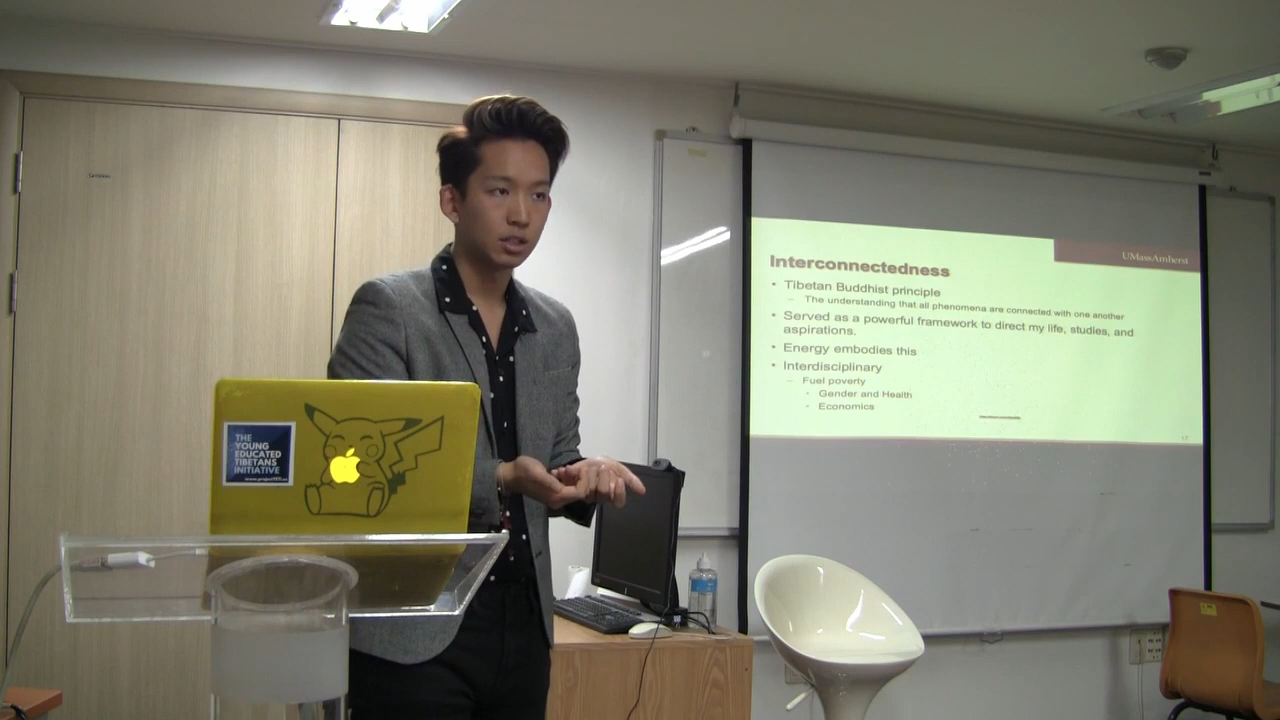 THE
YOUNG
EDUCATED
TIBETANS
INITIATIVE
UMassAmherst
Interconnectedness
• Tibetan Buddhist principle
– The understanding that all phenomena are connected with one another
• Served as a powerful framework to direct my life, studies, and
aspirations.
• Energy embodies this
• Interdisciplinary
– Fuel poverty
• Gender and Health
• Economics
17